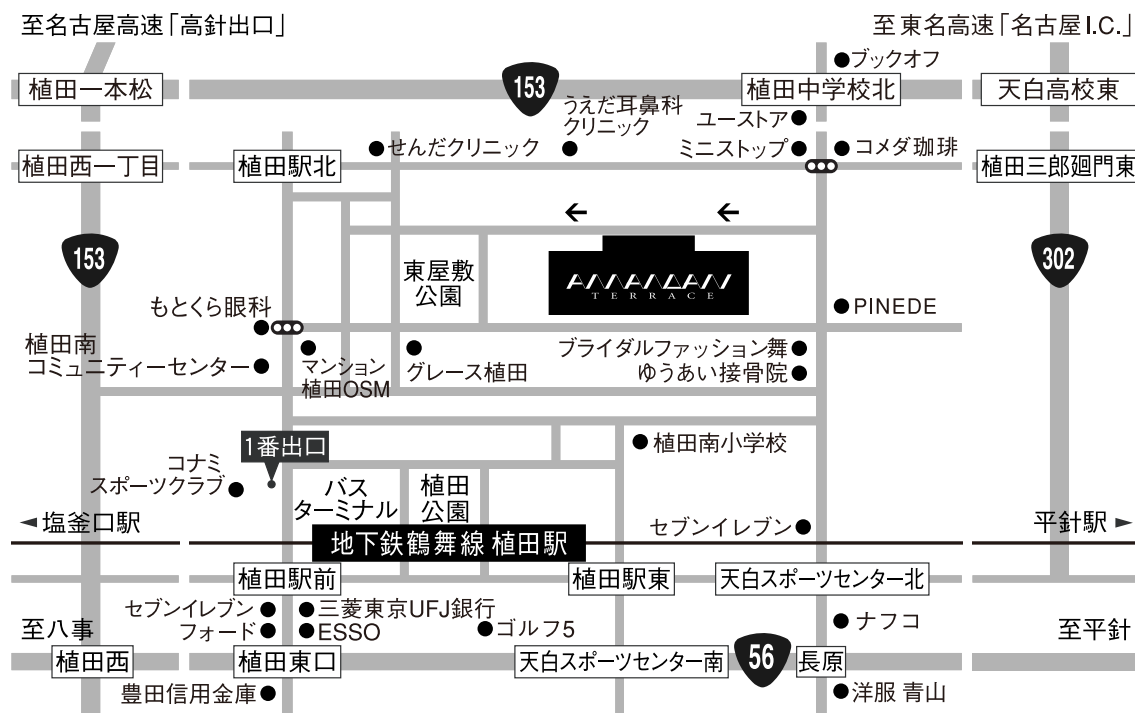 至名古屋高速「高針出口」
至東名高速「名古屋I.C.」
ブックオフ
植田一本松
153
植田中学校北
天白高校東
うえだ耳鼻科
クリニック
ユーストア
せんだクリニック
ミニストップ
コメダ珈琲
植田西一丁目
植田駅北
植田三郎廻門東
←
←
153
東屋敷
公園
AMANDAN
TERRACE
302
もとくら眼科
PINEDE
植田南
コミュニティーセンター
マンション
植田OSM
グレース植田
ブライダルファッション舞
ゆうあい接骨院
1番出口
植田南小学校
コナミ
スポーツクラブ
バス
ターミナル
植田
公園
◄塩釜口駅
セブンイレブン
平針駅►
地下鉄鶴舞線 植田駅
植田駅前
植田駅東
天白スポーツセンター北
セブンイレブン
三菱東京UFJ銀行
至八事
フォード
ESSO
ゴルフ5
ナフコ
至平針
植田西
植田東口
天白スポーツセンター南
56
長原
豊田信用金庫
洋服 青山